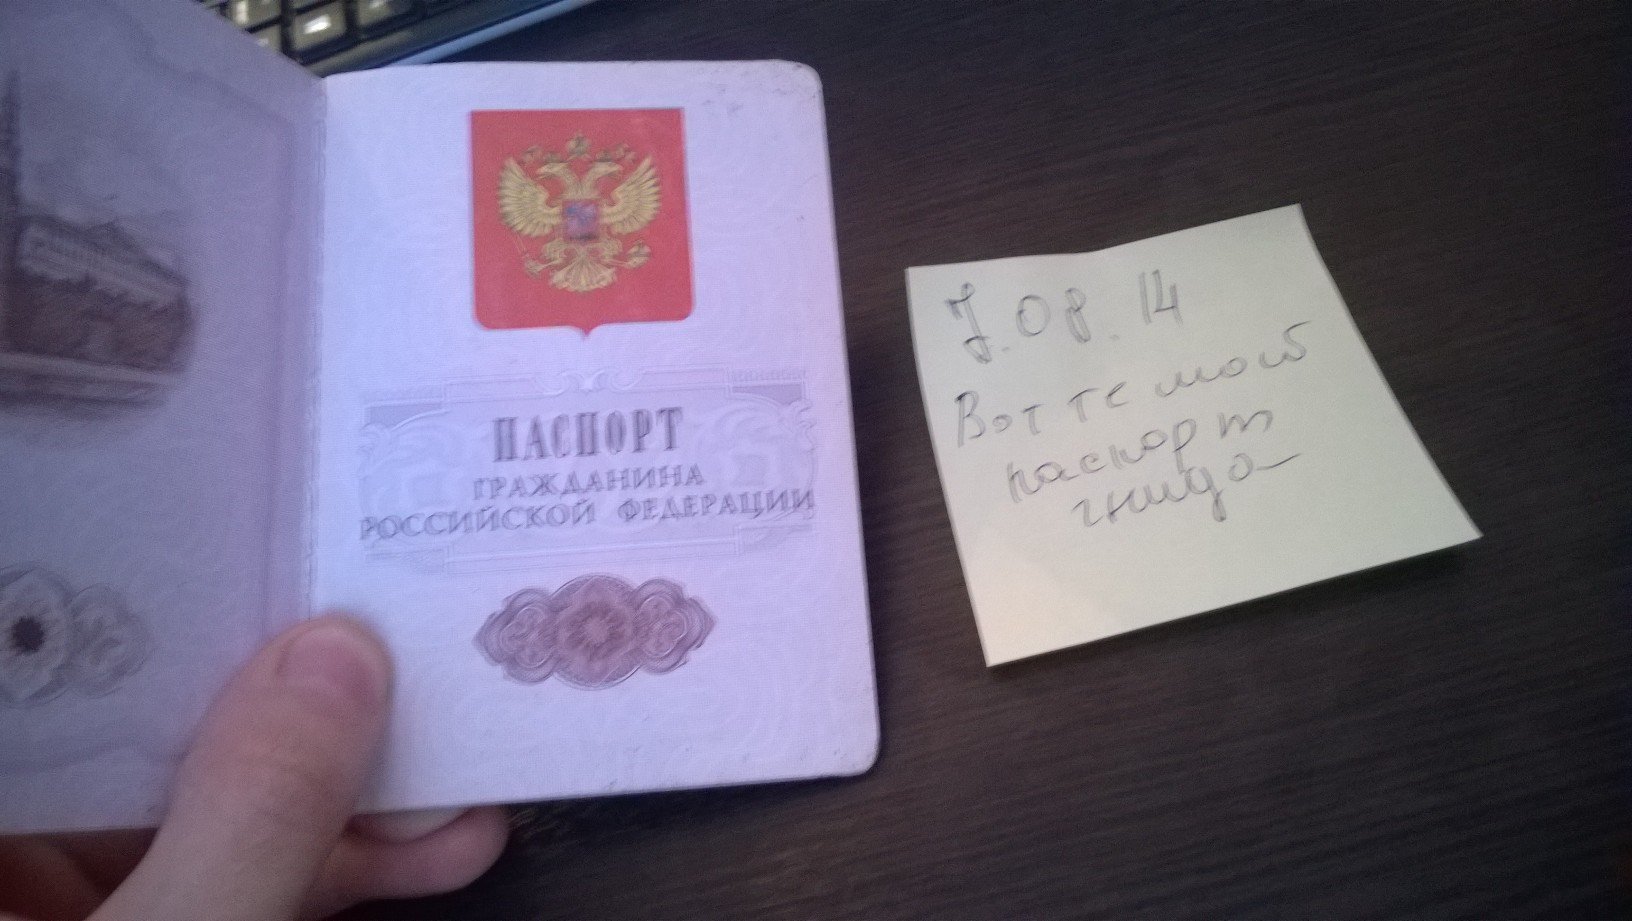 ПАСПОРТ
ГРАЖДАНИНА
РОССИЙСКОЙ ФЕДЕРАЦИИ
7.08.14
Вот те мой
паспорт
гнида